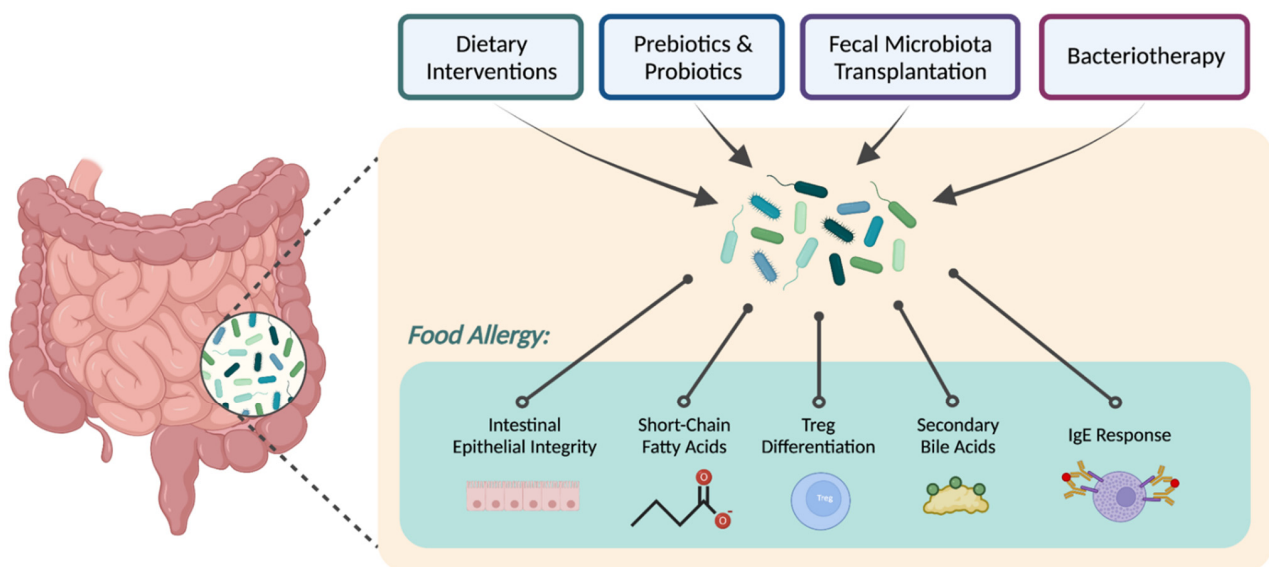 Dietary
Interventions
Prebiotics &
Probiotics
Fecal Microbiota
Transplantation
Bacteriotherapy
Food Allergy:
Intestinal
Epithelial Integrity
Short-Chain
Fatty Acids
Treg
Differentiation
Secondary
Bile Acids
IgE Response
Treg
O
O
-